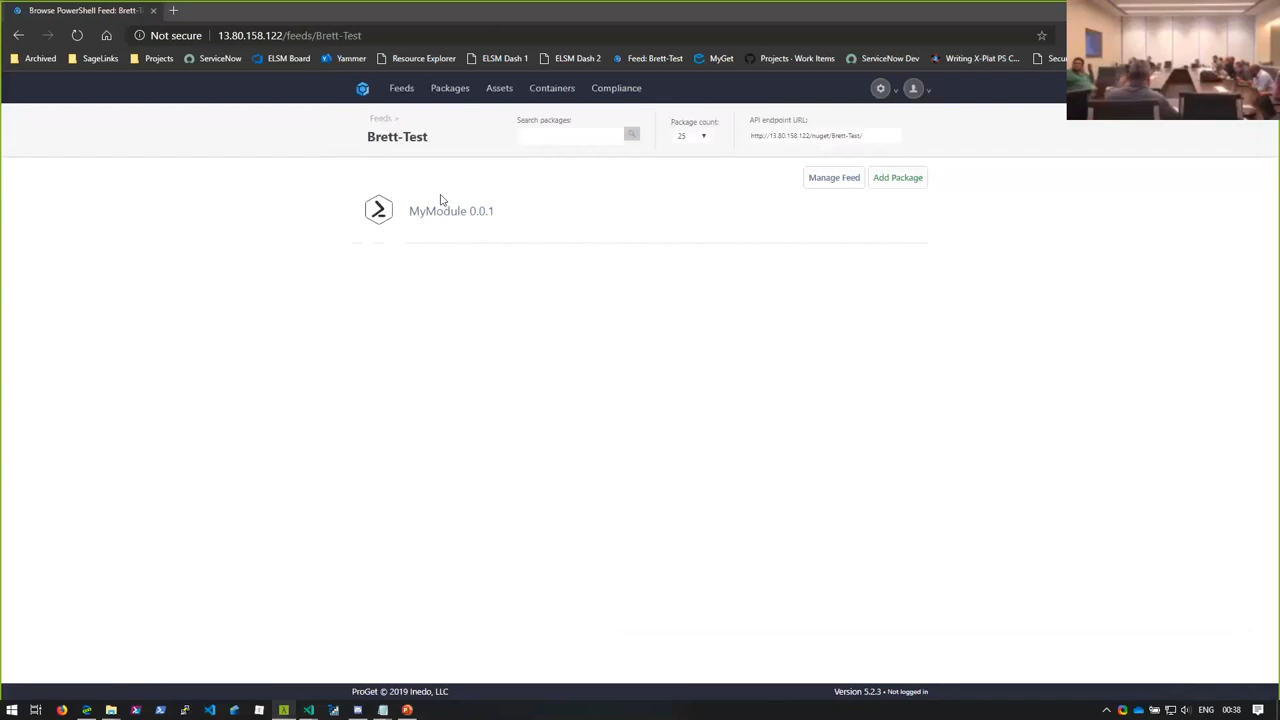 Browse PowerShell Feed: Brett-T
Not secure 13.80.158.122/feeds/Brett-Test
Archived SageLinks Projects ServiceNow ELSM Board Yammer Resource Explorer ELSM Dash 1 ELSM Dash 2 Feed: Brett-Test MyGet Projects - Work Items ServiceNow Dev Writing X-Plat PS C... Secu
Feeds Packages Assets Containers Compliance
Feeds >
Brett-Test
Search packages:
Package count:
25
API endpoint URL:
http://13.80.158.122/nuget/Brett-Test/
Manage Feed Add Package
MyModule 0.0.1
ProGet © 2019 Inedo, LLC
Version 5.2.3 • Not logged in
ENG 00:38